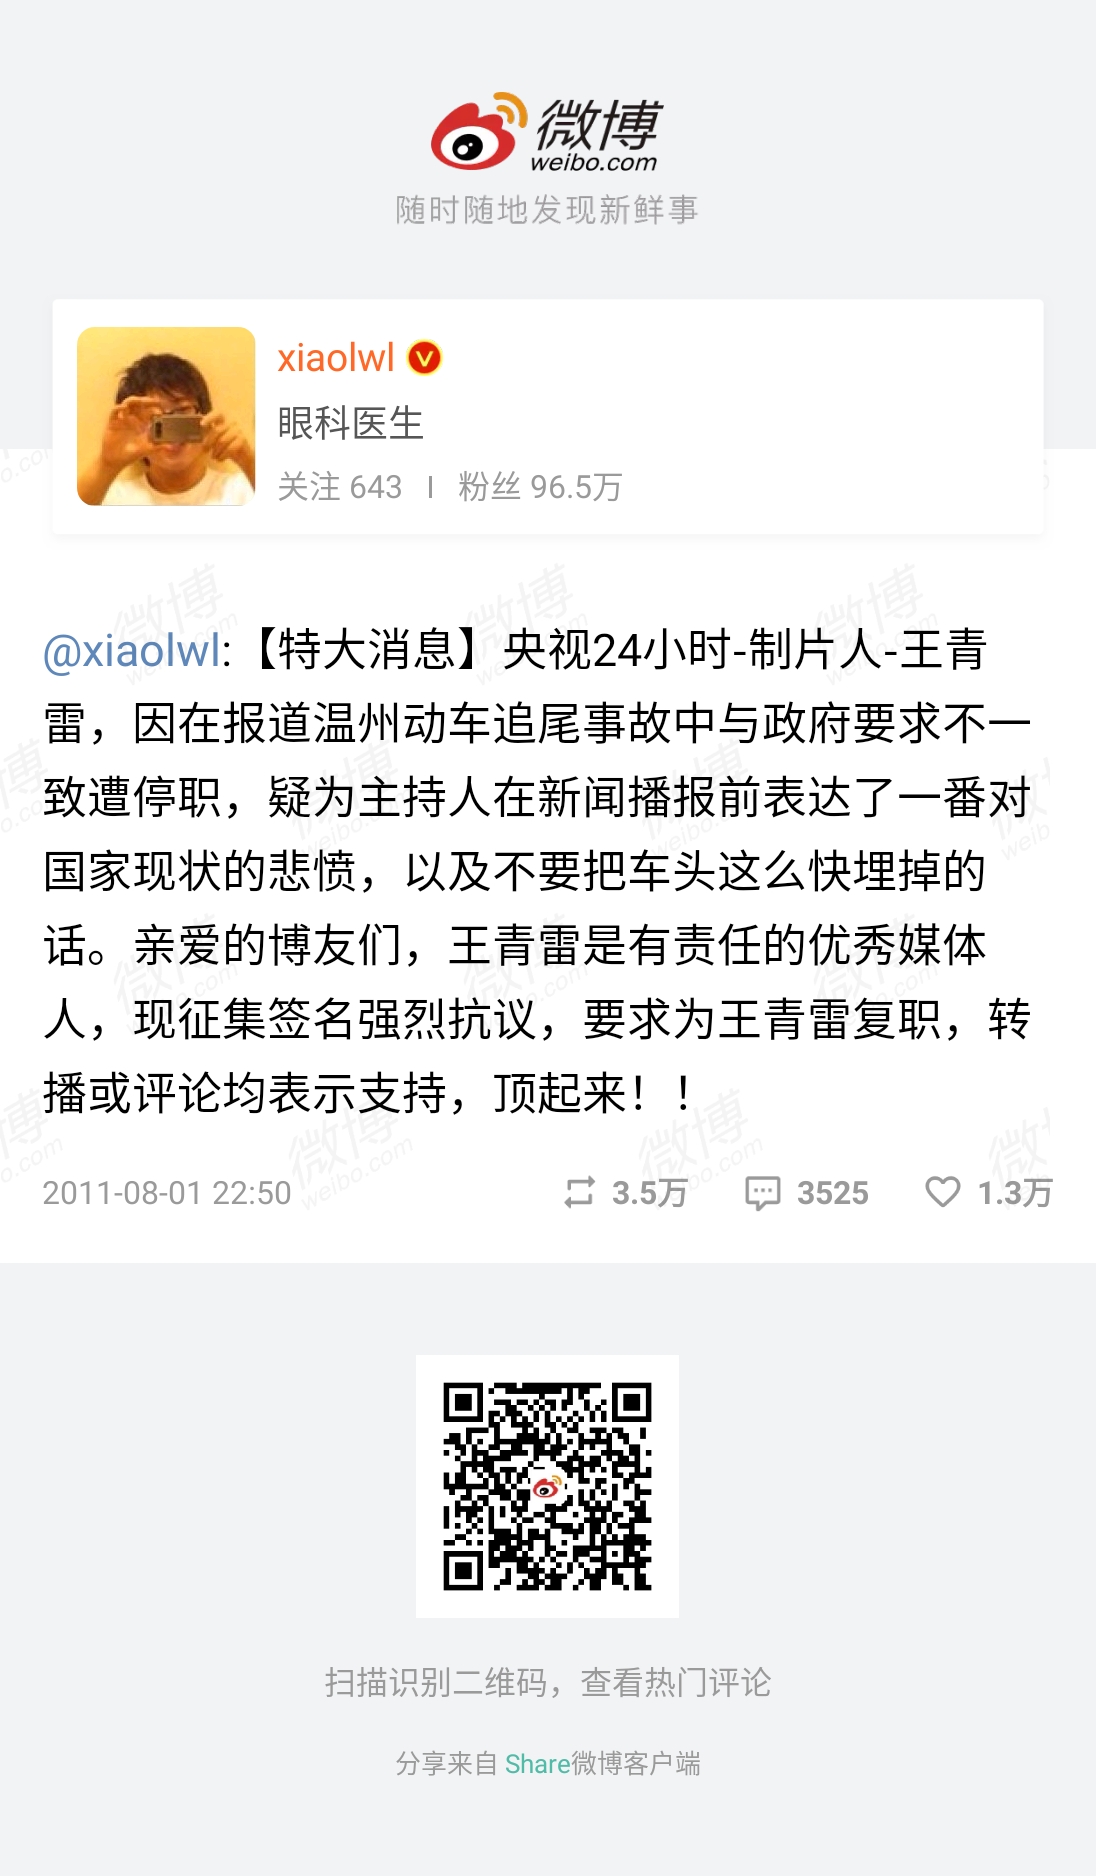 微博
weibo.com
随时随地发现新鲜事
xiaolwl
眼科医生
关注 643 | 粉丝 96.5万
@xiaolwl:【特大消息】央视24小时-制片人-王青
雷，因在报道温州动车追尾事故中与政府要求不一
致遭停职，疑为主持人在新闻播报前表达了一番对
国家现状的悲愤，以及不要把车头这么快埋掉的
话。亲爱的博友们，王青雷是有责任的优秀媒体
人，现征集签名强烈抗议，要求为王青雷复职，转
播或评论均表示支持，顶起来！！
2011-08-01 22:50 3.5万 3525 1.3万
扫描识别二维码，查看热门评论
分享来自 Share微博客户端